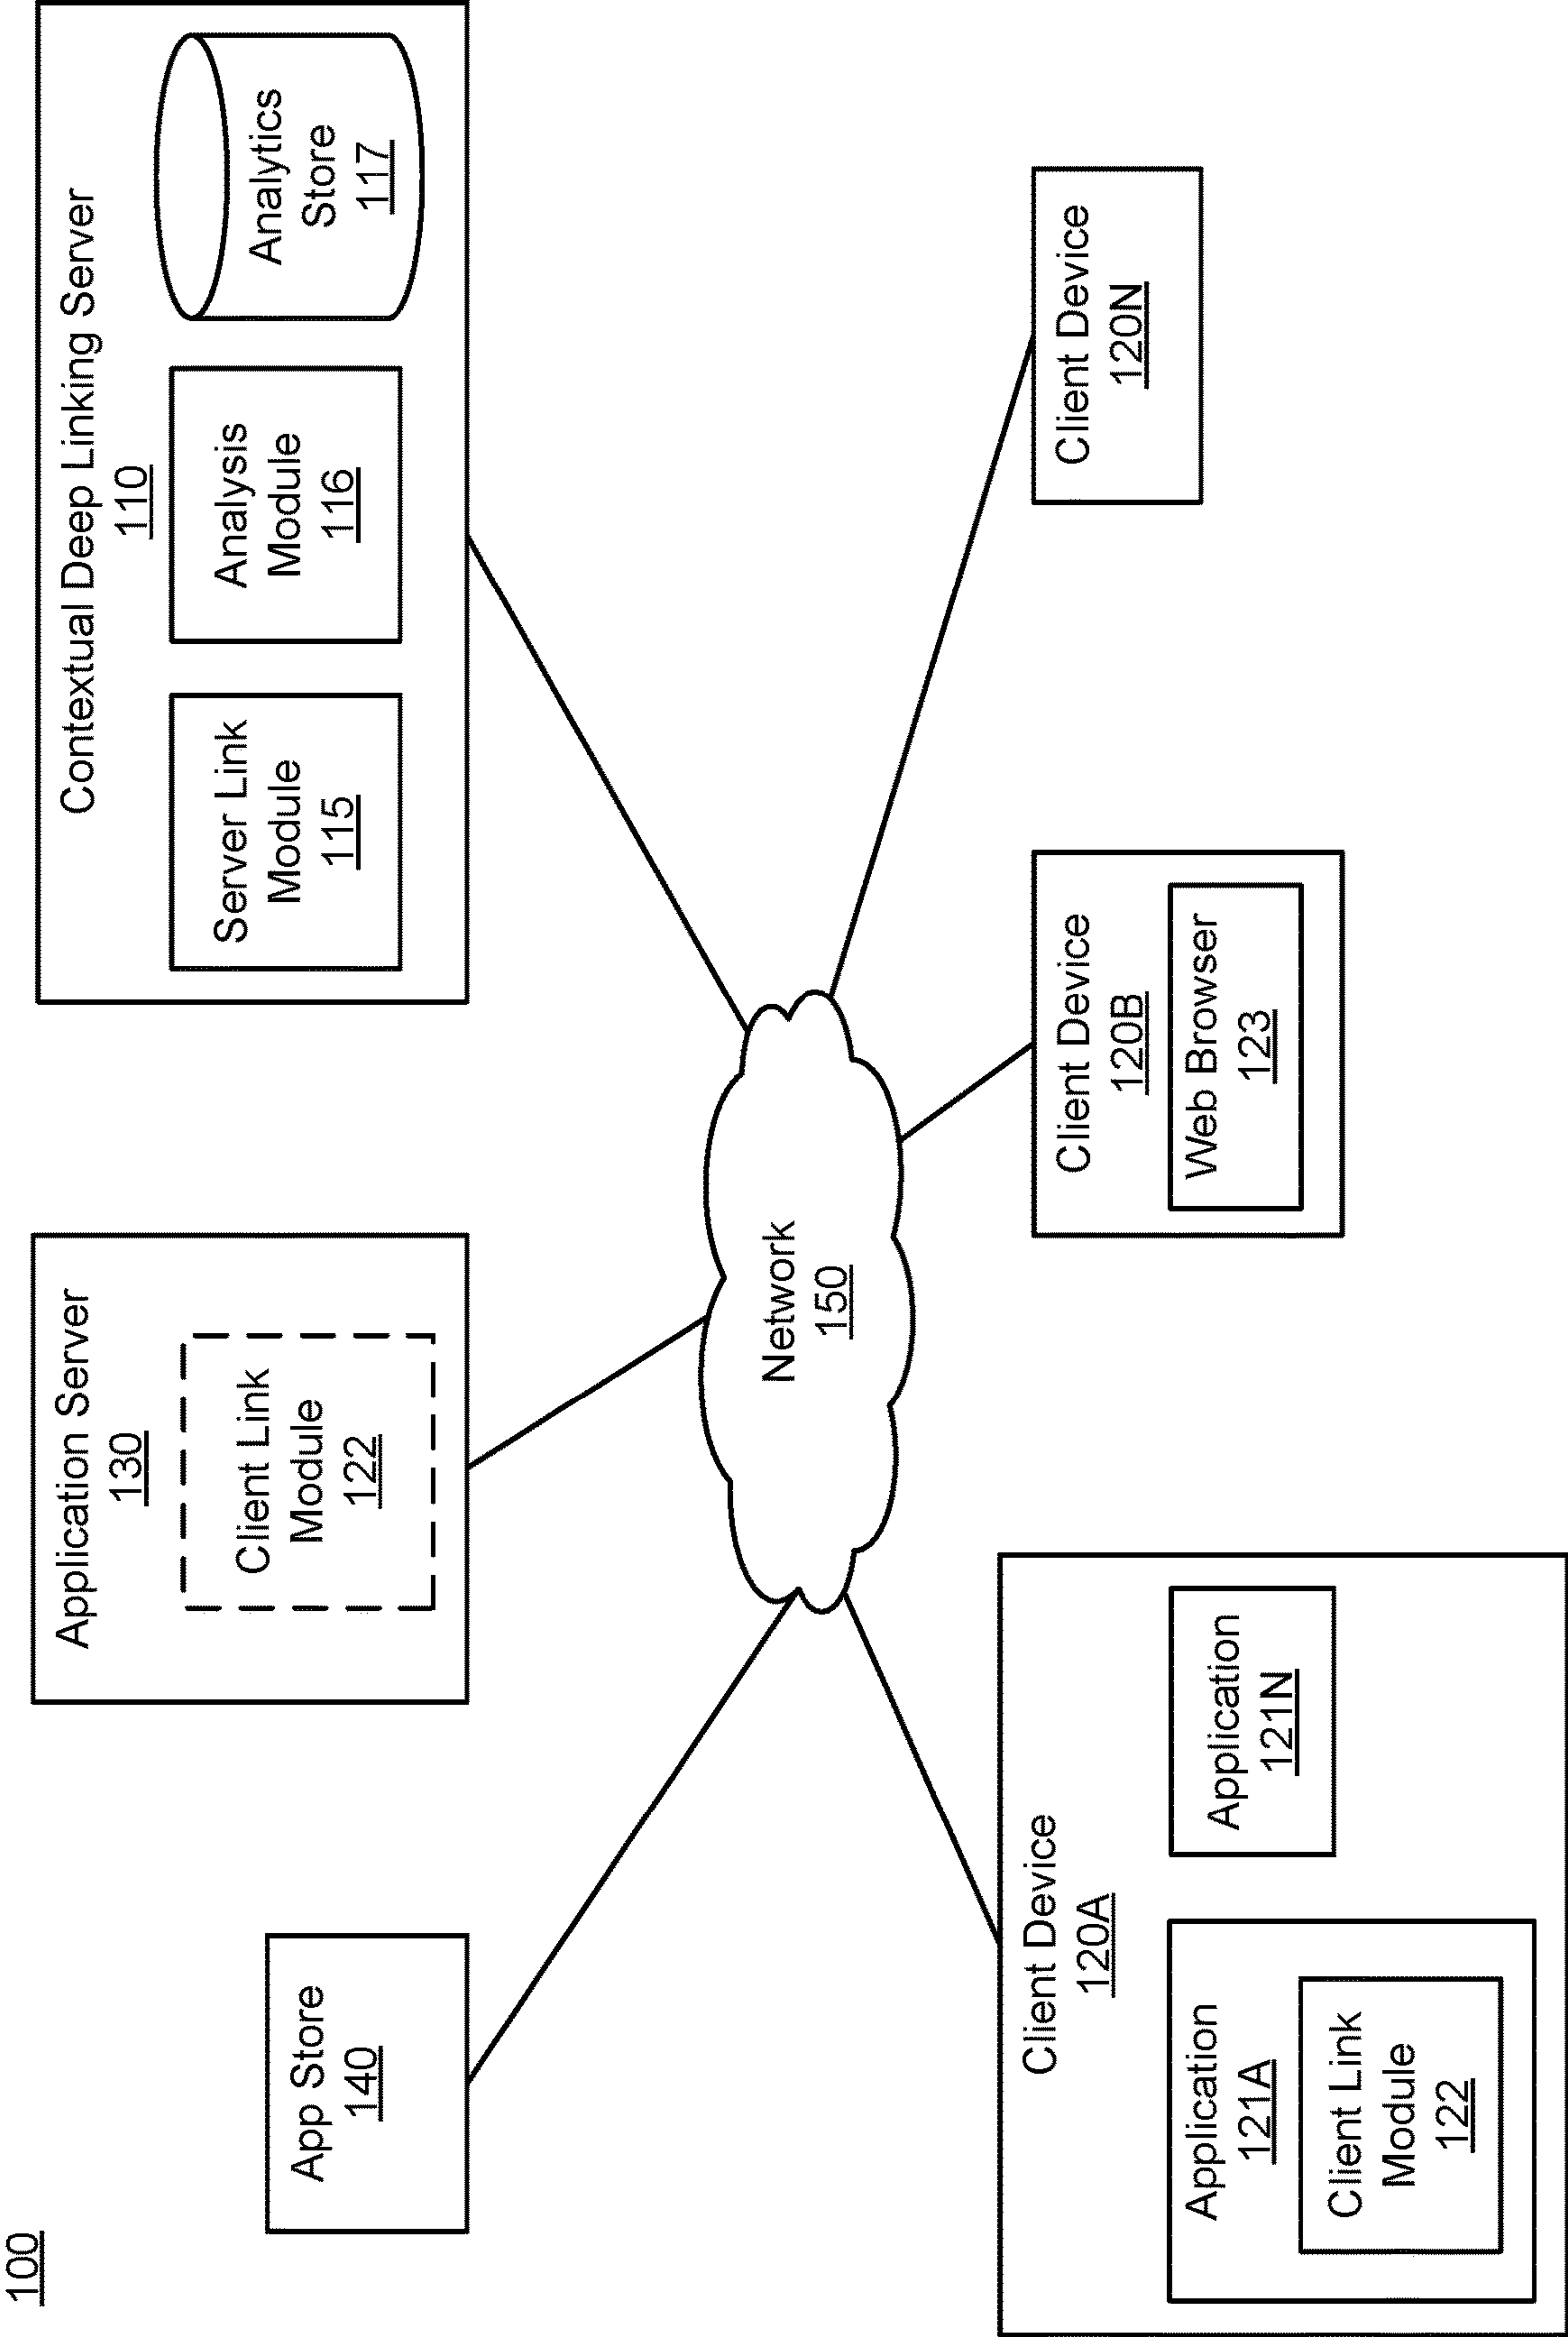 100
App Store
140
Application Server
130
Client Link
Module
122
Contextual Deep Linking Server
110
Server Link
Module
115
Analysis
Module
116
Analytics
Store
117
Network
150
Client Device
120A
Application
121A
Client Link
Module
122
Application
121N
Client Device
120B
Web Browser
123
Client Device
120N